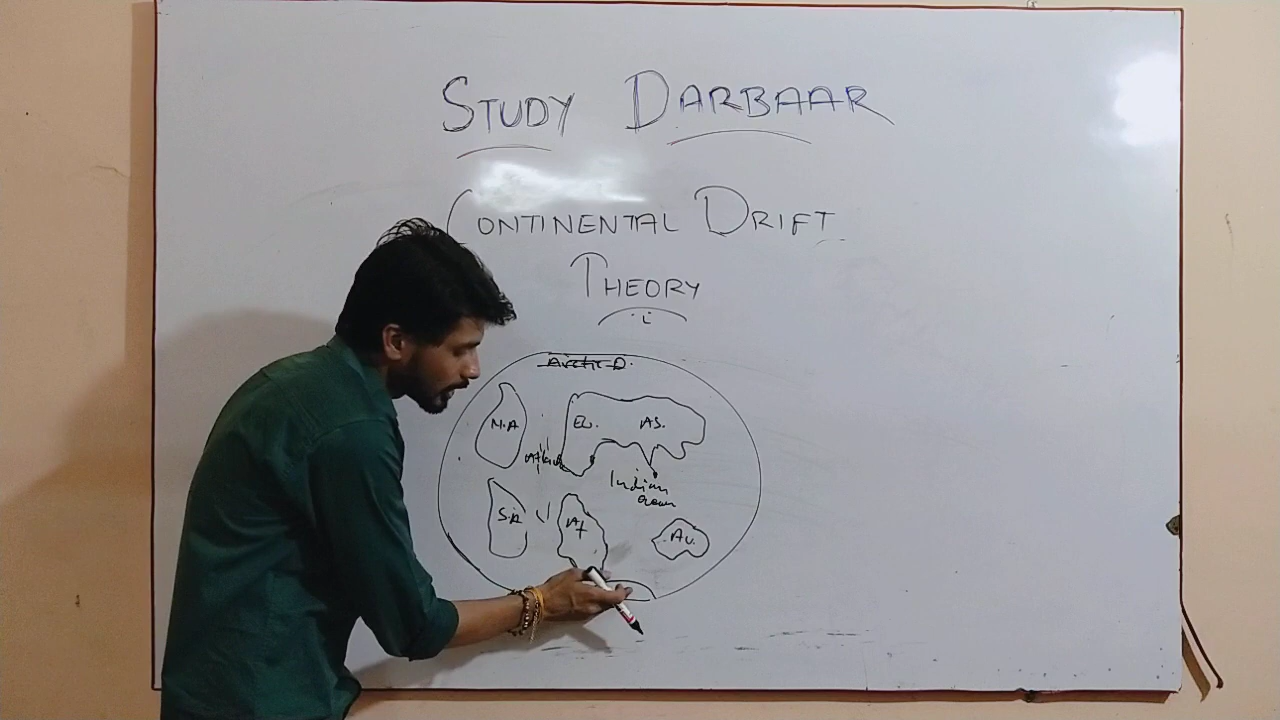 STUDY DARBAAR
CONTINENTAL DRIFT
THEORY
N.A
EU. AS.
Indian
Ocean
S.A
Af
Au.